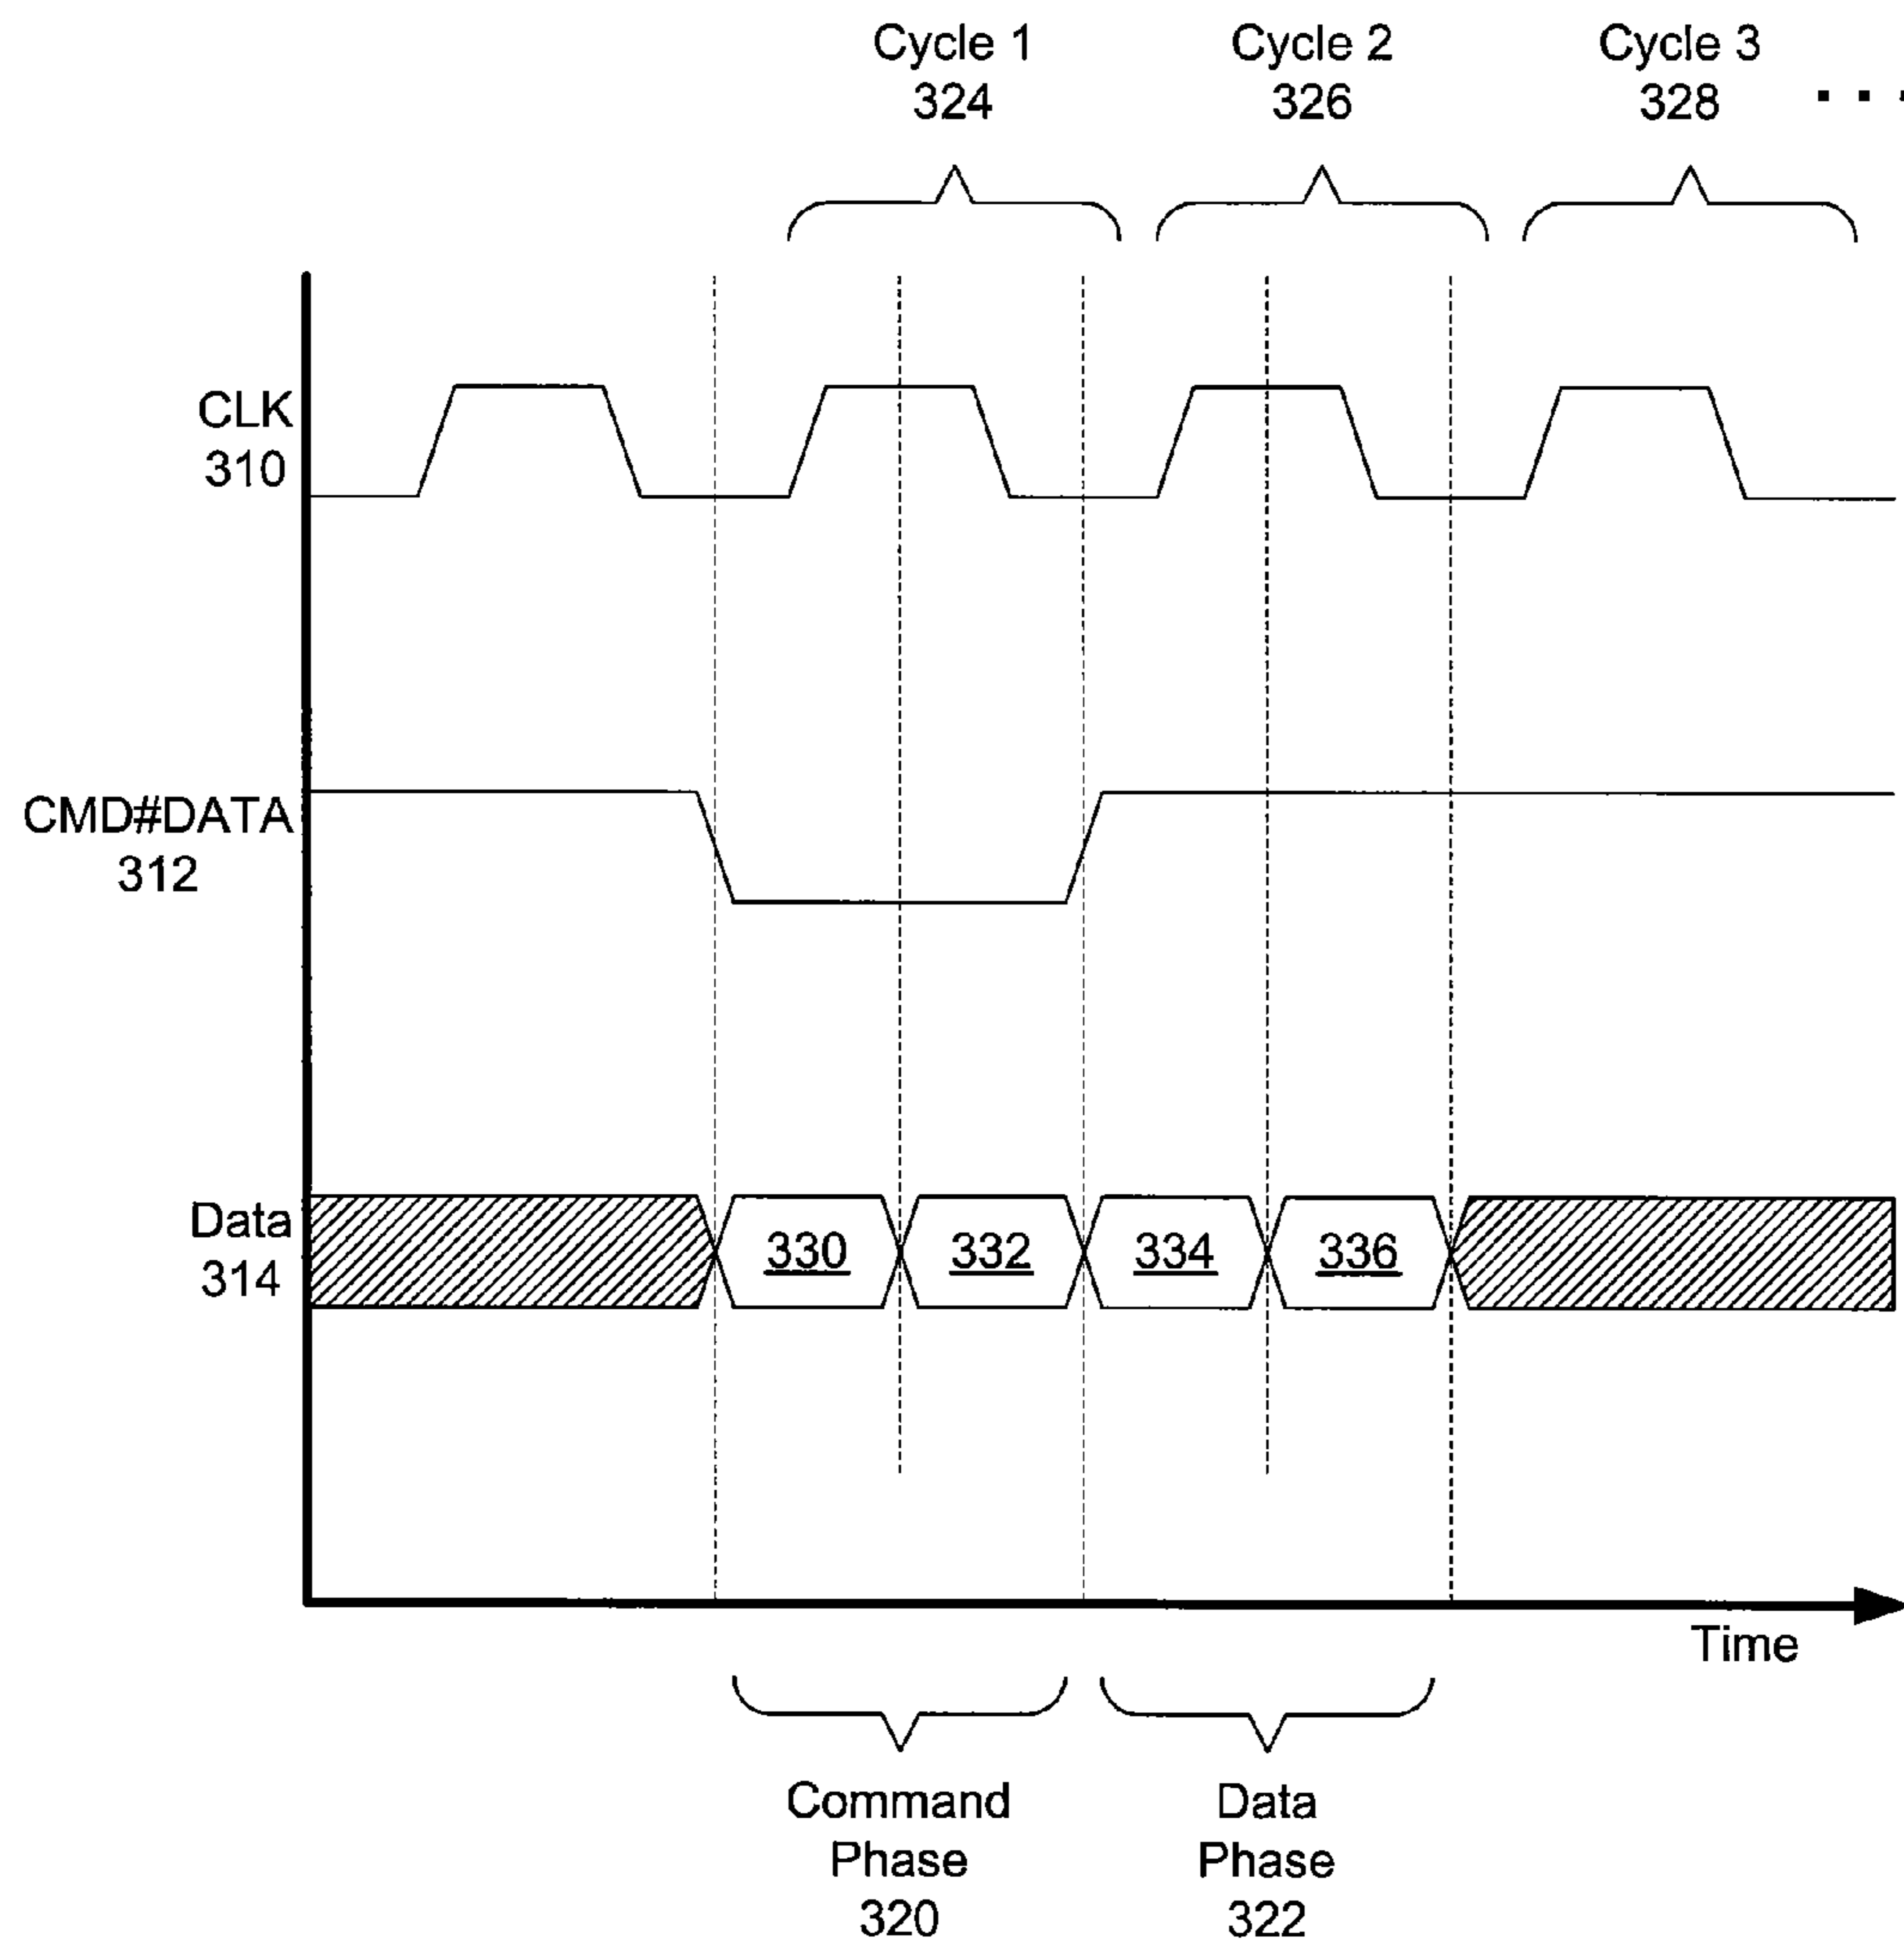 Cycle 1
324
Cycle 2
326
Cycle 3
328
...
CLK
310
CMD#DATA
312
Data
314
330
332
334
336
Time
Command
Phase
320
Data
Phase
322